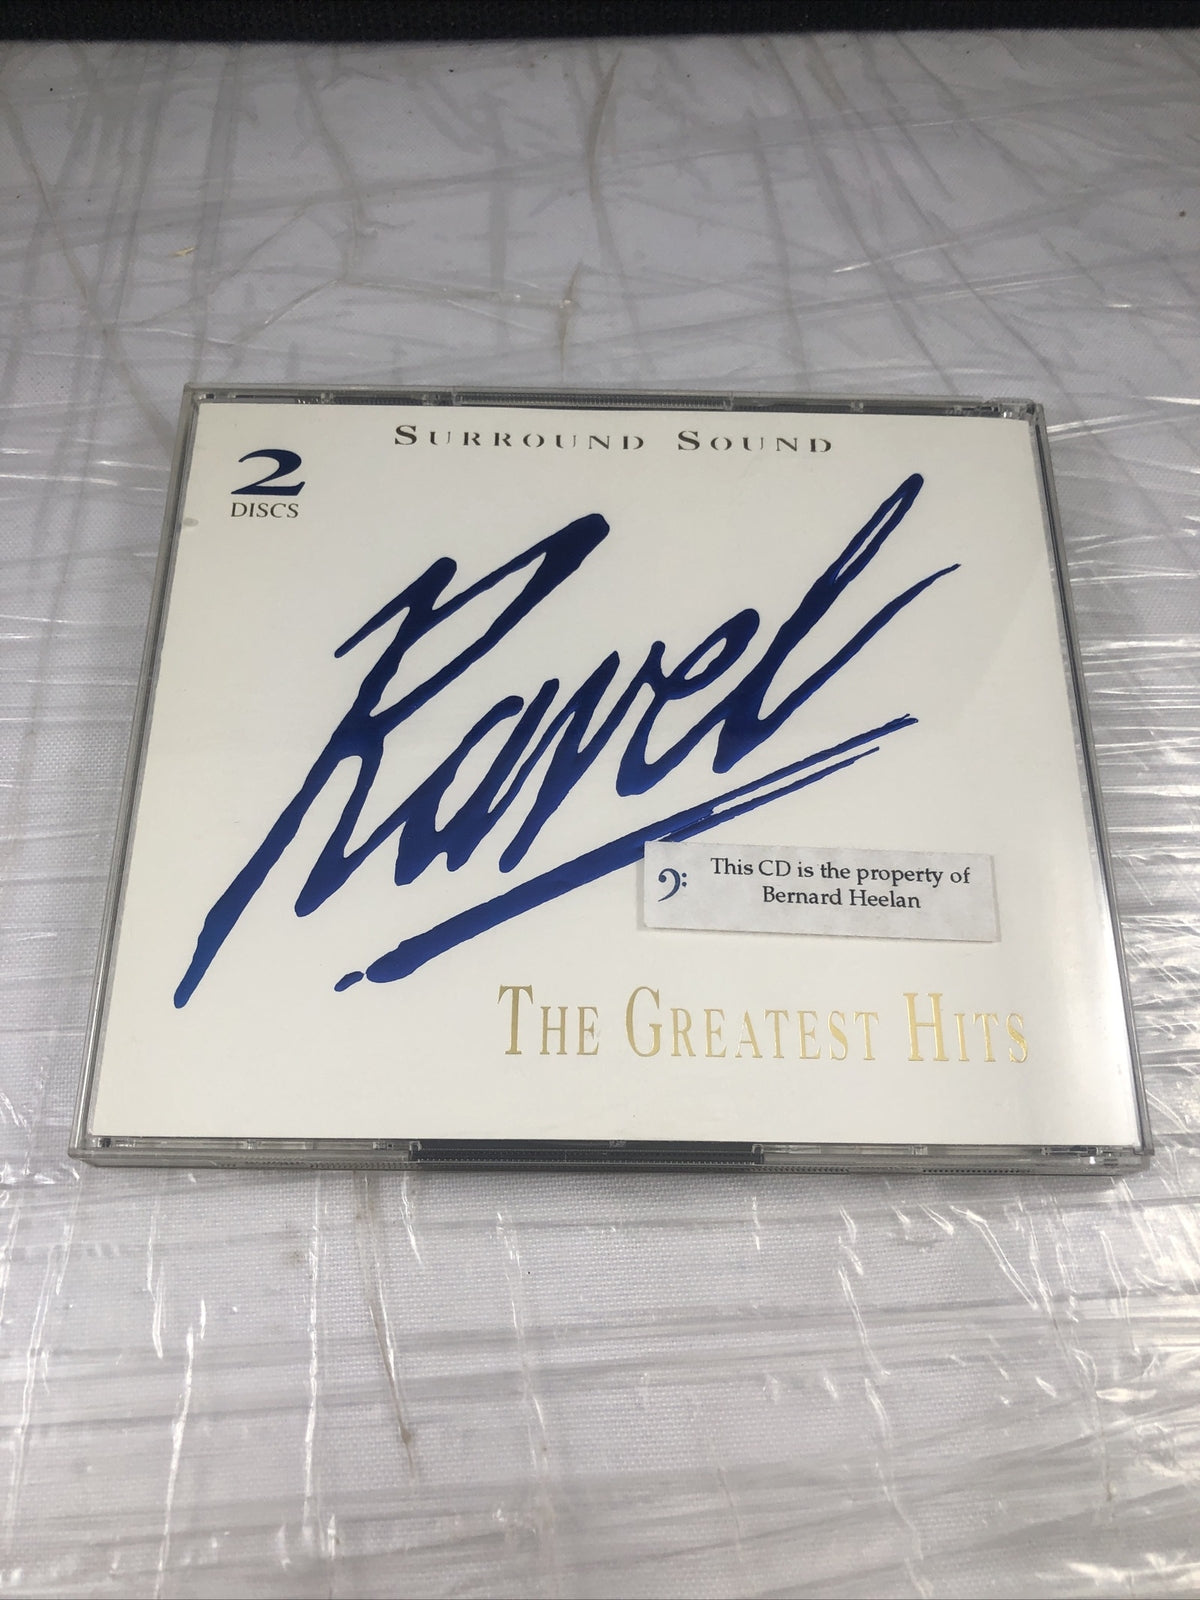 SURROUND SOUND
2
DISCS
Ravel
This CD is the property of
Bernard Heelan
THE GREATEST HITS